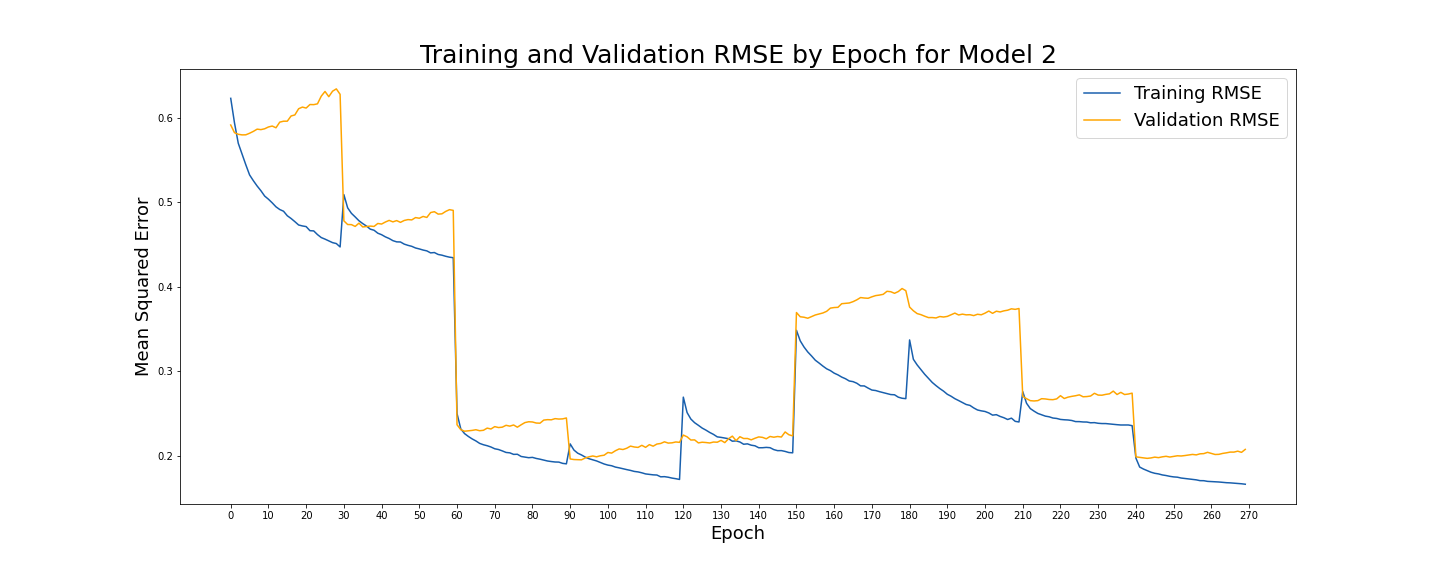 Training and Validation RMSE by Epoch for Model 2
Training RMSE
Validation RMSE
Mean Squared Error
0.6
0.5
0.4
0.3
0.2
0 10 20 30 40 50 60 70 80 90 100 110 120 130 140 150 160 170 180 190 200 210 220 230 240 250 260 270
Epoch